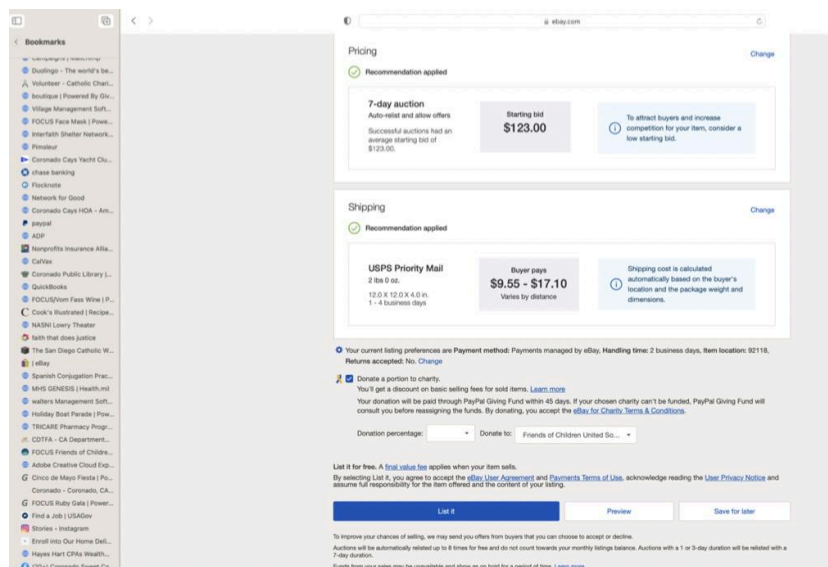 ebay.com
Bookmarks
Duolingo - The world's be...
Volunteer - Catholic Chari...
boutique | Powered By Giv...
Village Management Soft...
FOCUS Face Mask | Powe...
Interfaith Shelter Network...
Pimsleur
Coronado Cays Yacht Clu...
chase banking
Flocknote
Network for Good
Coronado Cays HOA - Am...
paypal
ADP
Nonprofits Insurance Allia...
CalVax
Coronado Public Library |...
QuickBooks
FOCUS/Vom Fass Wine | P...
Cook's Illustrated | Recipe...
NASNI Lowry Theater
faith that does justice
The San Diego Catholic W...
| eBay
Spanish Conjugation Prac...
MHS GENESIS | Health.mil
walters Management Soft...
Holiday Boat Parade | Pow...
TRICARE Pharmacy Progr...
CDTFA - CA Department...
FOCUS Friends of Childre...
Adobe Creative Cloud Exp...
Cinco de Mayo Fiesta | Po...
Coronado - Coronado, CA...
FOCUS Ruby Gala | Power...
Find a Job | USAGov
Stories • Instagram
Enroll into Our Home Deli...
Hayes Hart CPAs Wealth...
Pricing
Change
Recommendation applied
7-day auction
Auto-relist and allow offers
Successful auctions had an
average starting bid of
$123.00.
Starting bid
$123.00
To attract buyers and increase
competition for your item, consider a
low starting bid.
Shipping
Change
Recommendation applied
USPS Priority Mail
2 lbs 0 oz.
12.0 X 12.0 X 4.0 in.
1 - 4 business days
Buyer pays
$9.55 - $17.10
Varies by distance
Shipping cost is calculated
automatically based on the buyer's
location and the package weight and
dimensions.
Your current listing preferences are Payment method: Payments managed by eBay, Handling time: 2 business days, Item location: 92118,
Returns accepted: No. Change
Donate a portion to charity.
You'll get a discount on basic selling fees for sold items. Learn more
Your donation will be paid through PayPal Giving Fund within 45 days. If your chosen charity can't be funded, PayPal Giving Fund will
consult you before reassigning the funds. By donating, you accept the eBay for Charity Terms & Conditions.
Donation percentage:
Donate to:
Friends of Children United So...
List it for free. A final value fee applies when your item sells.
By selecting List it, you agree to accept the eBay User Agreement and Payments Terms of Use, acknowledge reading the User Privacy Notice and
assume full responsibility for the item offered and the content of your listing.
List it
Preview
Save for later
To improve your chances of selling, we may send you offers from buyers that you can choose to accept or decline.
Auctions will be automatically relisted up to 8 times for free and do not count towards your monthly listings balance. Auctions with a 1 or 3-day duration will be relisted with a
7-day duration.
Funds from your sales may be unavailable and show as on hold for a period of time. Learn more